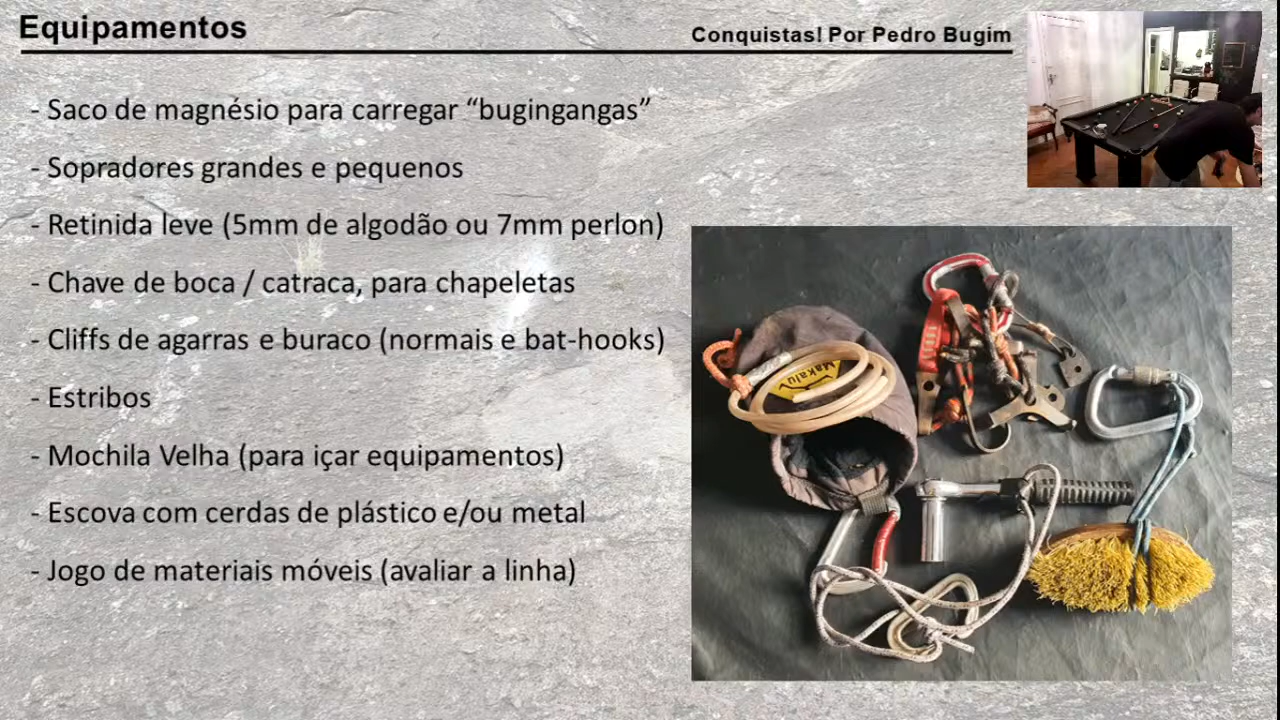 Equipamentos
Conquistas! Por Pedro Bugim
- Saco de magnésio para carregar “bugingangas”
- Sopradores grandes e pequenos
- Retinida leve (5mm de algodão ou 7mm perlon)
- Chave de boca / catraca, para chapeletas
- Cliffs de agarras e buraco (normais e bat-hooks)
- Estribos
- Mochila Velha (para içar equipamentos)
- Escova com cerdas de plástico e/ou metal
- Jogo de materiais móveis (avaliar a linha)
Makalu